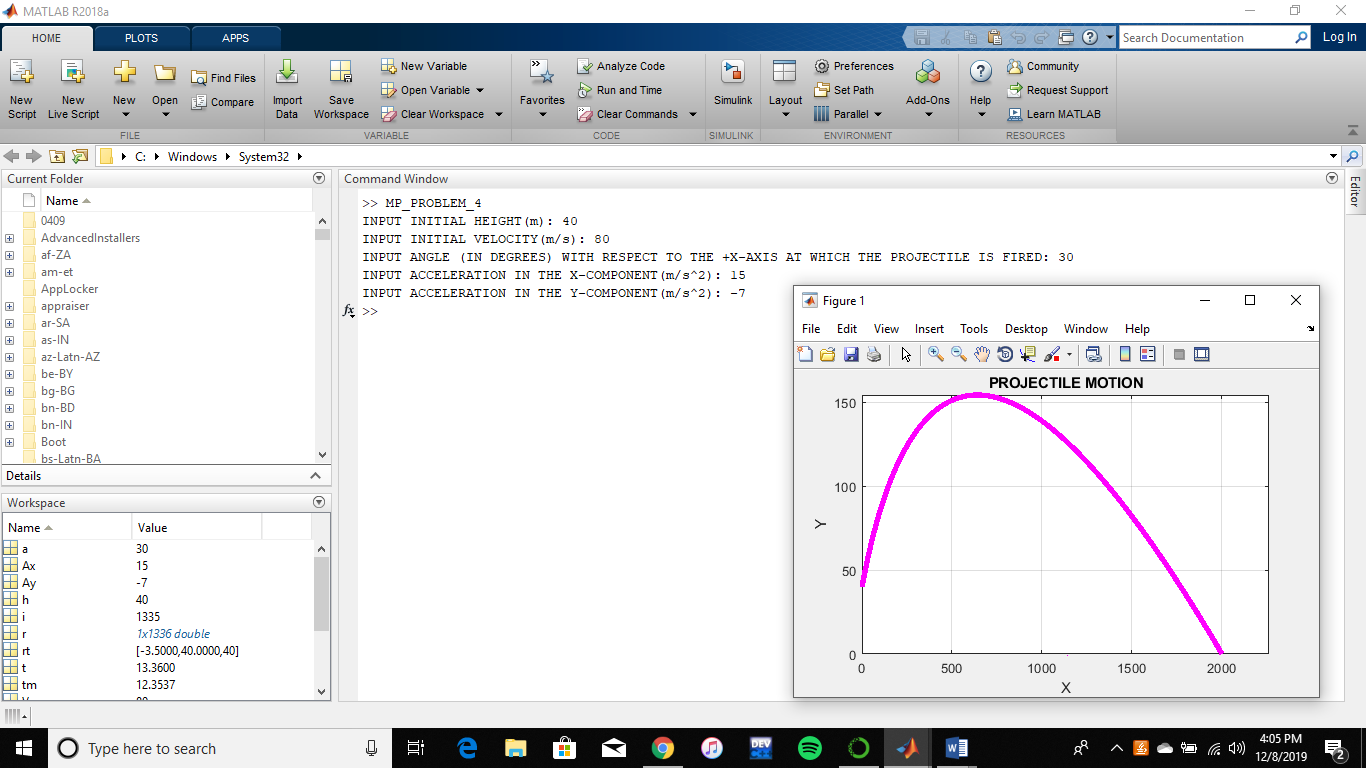 MATLAB R2018a
HOME PLOTS APPS
Search Documentation
Log In
New Script
New Live Script
New
Open
Find Files
Compare
FILE
Import Data
Save Workspace
New Variable
Open Variable
Clear Workspace
VARIABLE
Favorites
Analyze Code
Run and Time
Clear Commands
CODE
Simulink
SIMULINK
Layout
Preferences
Set Path
Parallel
Add-Ons
ENVIRONMENT
Help
Community
Request Support
Learn MATLAB
RESOURCES
C: Windows System32
Current Folder
Name
0409
AdvancedInstallers
af-ZA
am-et
AppLocker
appraiser
ar-SA
as-IN
az-Latn-AZ
be-BY
bg-BG
bn-BD
bn-IN
Boot
bs-Latn-BA
Details
Workspace
Name Value
a 30
Ax 15
Ay -7
h 40
i 1335
r 1x1336 double
rt [-3.5000,40.0000,40]
t 13.3600
tm 12.3537
Command Window
>> MP_PROBLEM_4
INPUT INITIAL HEIGHT(m): 40
INPUT INITIAL VELOCITY(m/s): 80
INPUT ANGLE (IN DEGREES) WITH RESPECT TO THE +X-AXIS AT WHICH THE PROJECTILE IS FIRED: 30
INPUT ACCELERATION IN THE X-COMPONENT(m/s^2): 15
INPUT ACCELERATION IN THE Y-COMPONENT(m/s^2): -7
fx >>
Editor
Figure 1
File Edit View Insert Tools Desktop Window Help
PROJECTILE MOTION
150
100
50
0
Y
0 500 1000 1500 2000
X
Type here to search
DEV
4:05 PM
12/8/2019
2